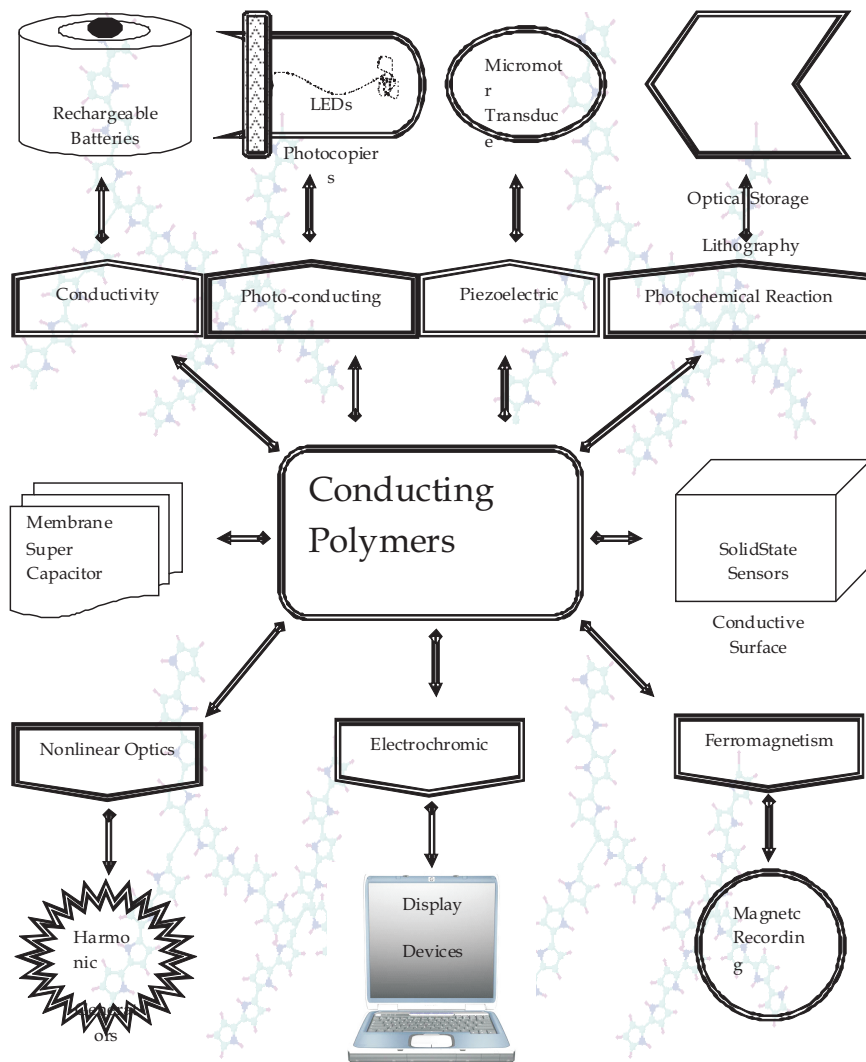 Rechargeable
Batteries
LEDs
Photocopier
s
Micromot
r
Transduc
e
Optical Storage
Lithography
Conductivity
Photo-conducting
Piezoelectric
Photochemical Reaction
Conducting
Polymers
Membrane
Super
Capacitor
SolidState
Sensors
Conductive
Surface
Nonlinear Optics
Electrochromic
Ferromagnetism
Harmo
nic
ors
Display
Devices
Magnetc
Recordin
g